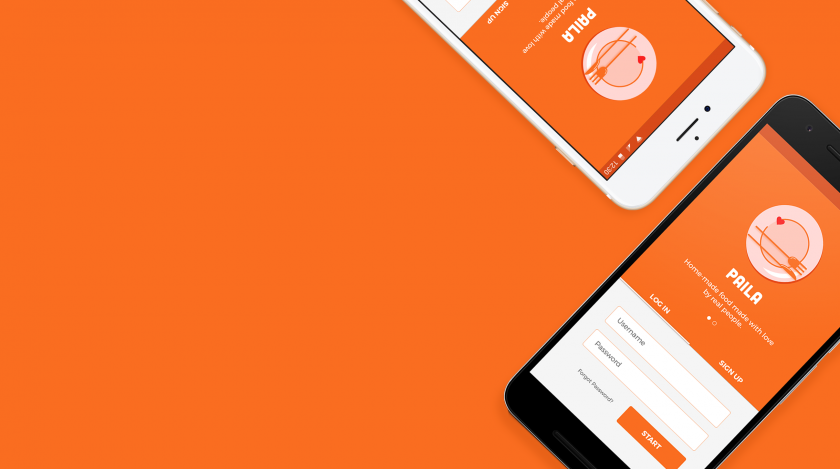 SIGN UP
food made with love
al people.
PAILA
12:30
PAILA
Home made food made with love
by real people.
LOG IN
SIGN UP
Username
Password
Forgot Password?
START